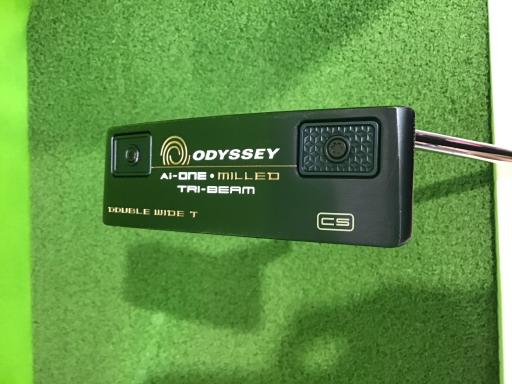 ODYSSEY
Ai-ONE • MILLED
TRI-BEAM
DOUBLE WIDE T
CS